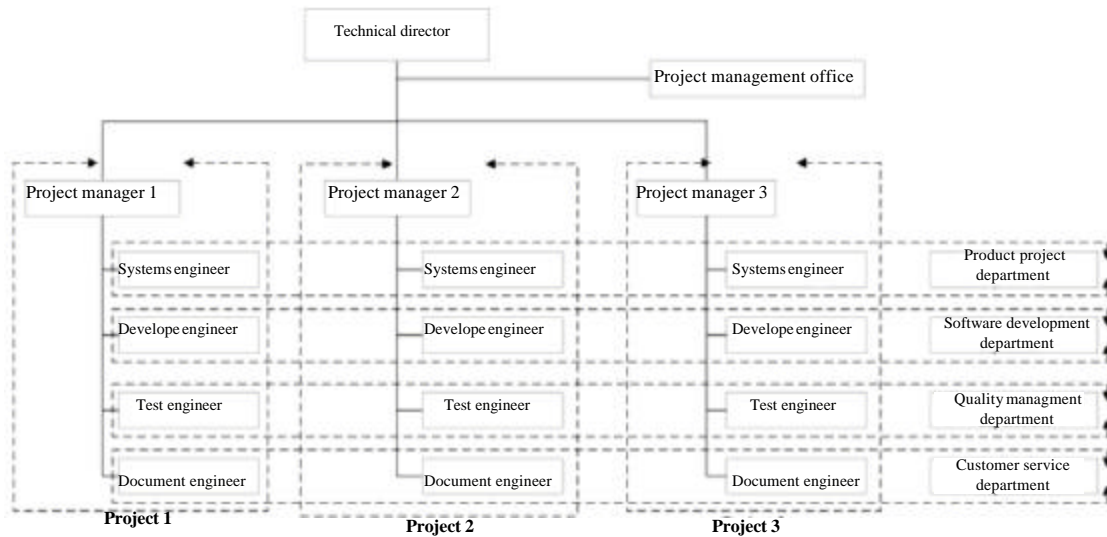 Technical director
Project management office
Project manager 1
Project manager 2
Project manager 3
Systems engineer
Systems engineer
Systems engineer
Product project
department
Develope engineer
Develope engineer
Develope engineer
Software development
department
Test engineer
Test engineer
Test engineer
Quality managment
department
Document engineer
Document engineer
Document engineer
Customer service
department
Project 1
Project 2
Project 3